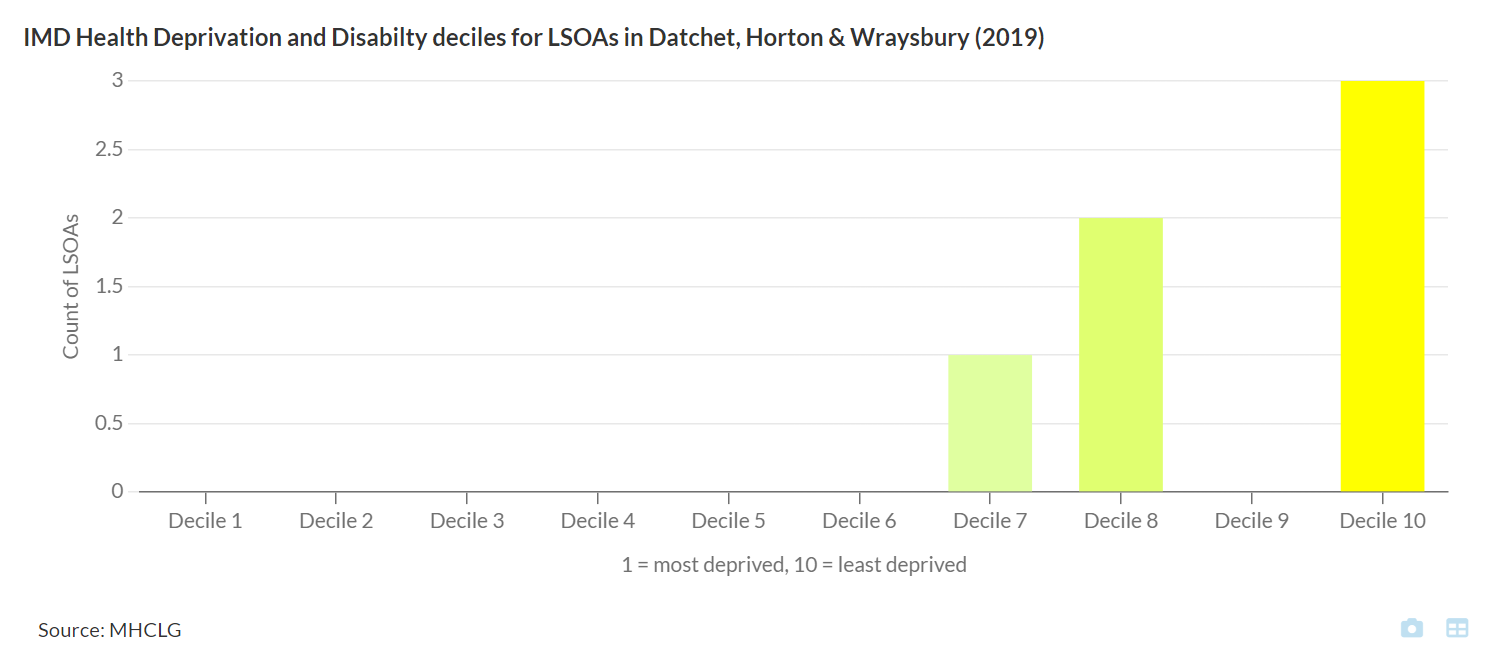 IMD Health Deprivation and Disabilty deciles for LSOAs in Datchet, Horton & Wraysbury (2019)
3
2.5
2
1.5
1
0.5
0
Count of LSOAs
Decile 1 Decile 2 Decile 3 Decile 4 Decile 5 Decile 6 Decile 7 Decile 8 Decile 9 Decile 10
1 = most deprived, 10 = least deprived
Source: MHCLG